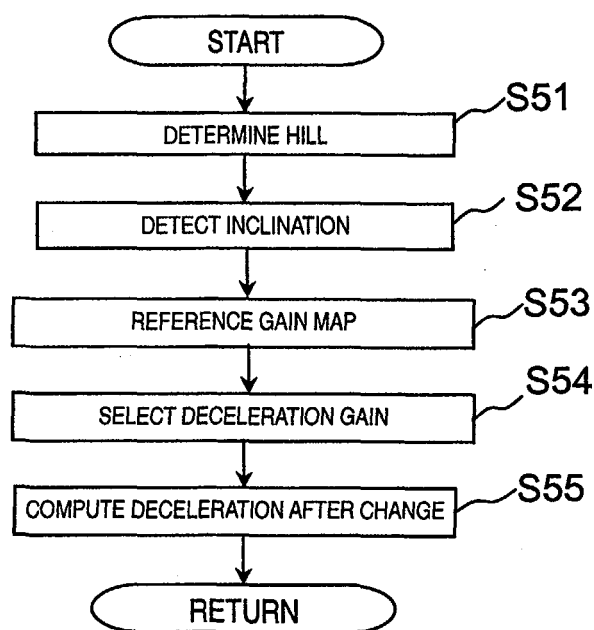 START
S51
DETERMINE HILL
S52
DETECT INCLINATION
S53
REFERENCE GAIN MAP
S54
SELECT DECELERATION GAIN
S55
COMPUTE DECELERATION AFTER CHANGE
RETURN